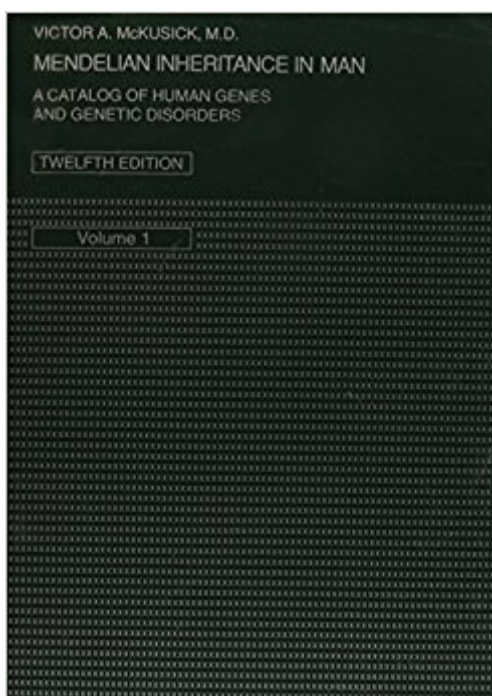 VICTOR A. McKUSICK, M.D.
MENDELIAN INHERITANCE IN MAN
A CATALOG OF HUMAN GENES
AND GENETIC DISORDERS
TWELFTH EDITION
Volume 1